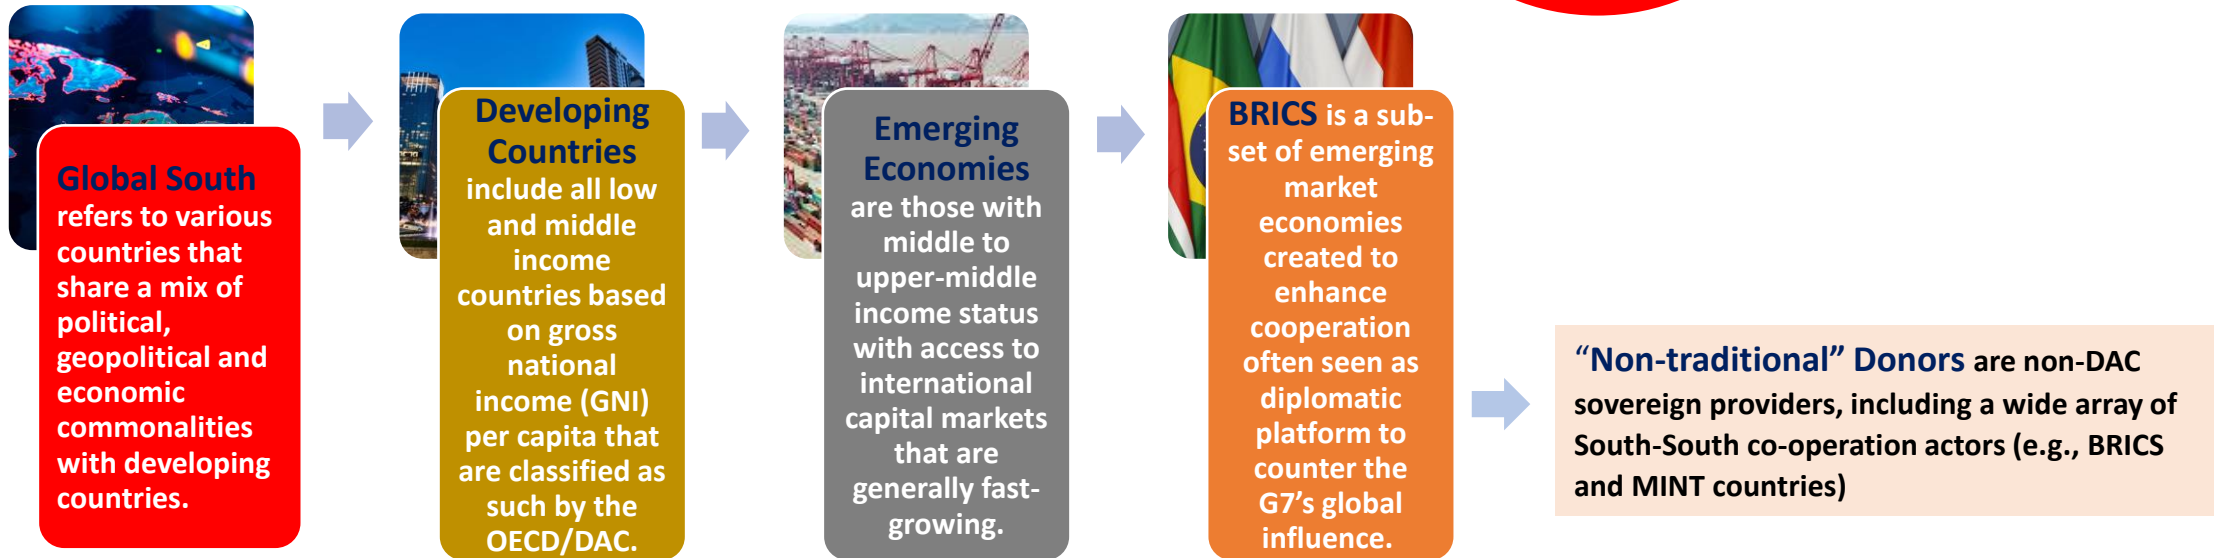 Global South
refers to various
countries that
share a mix of
political,
geopolitical and
economic
commonalities
with developing
countries.
Developing
Countries
include all low
and middle
income
countries based
on gross
national
income (GNI)
per capita that
are classified as
such by the
OECD/DAC.
Emerging
Economies
are those with
middle to
upper-middle
income status
with access to
international
capital markets
that are
generally fast-
growing.
BRICS is a sub-
set of emerging
market
economies
created to
enhance
cooperation
often seen as
diplomatic
platform to
counter the
G7’s global
influence.
“Non-traditional” Donors are non-DAC
sovereign providers, including a wide array of
South-South co-operation actors (e.g., BRICS
and MINT countries)